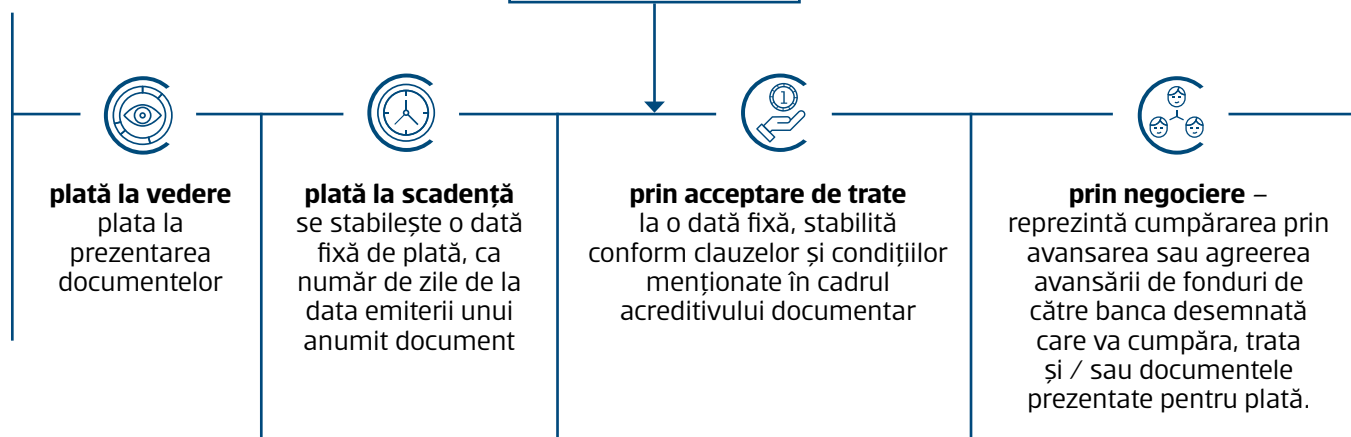 1
plată la vedere
plata la
prezentarea
documentelor
plată la scadență
se stabilește o dată
fixă de plată, ca
număr de zile de la
data emiterii unui
anumit document
prin acceptare de trate
la o dată fixă, stabilită
conform clauzelor și condițiilor
menționate în cadrul
acreditivului documentar
prin negociere –
reprezintă cumpărarea prin
avansarea sau agreerea
avansării de fonduri de
către banca desemnată
care va cumpăra, trata
și / sau documentele
prezentate pentru plată.